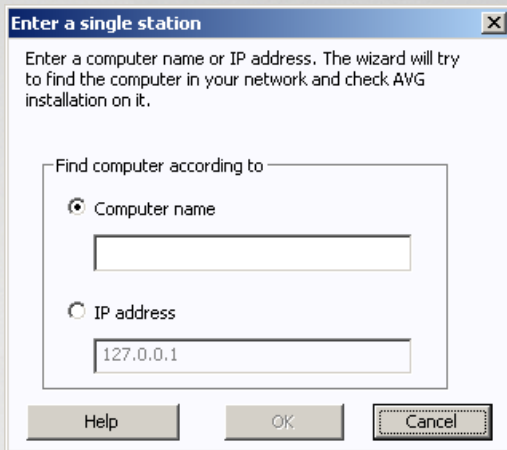 Enter a single station
Enter a computer name or IP address. The wizard will try
to find the computer in your network and check AVG
installation on it.
Find computer according to
Computer name
IP address
127.0.0.1
Help
OK
Cancel